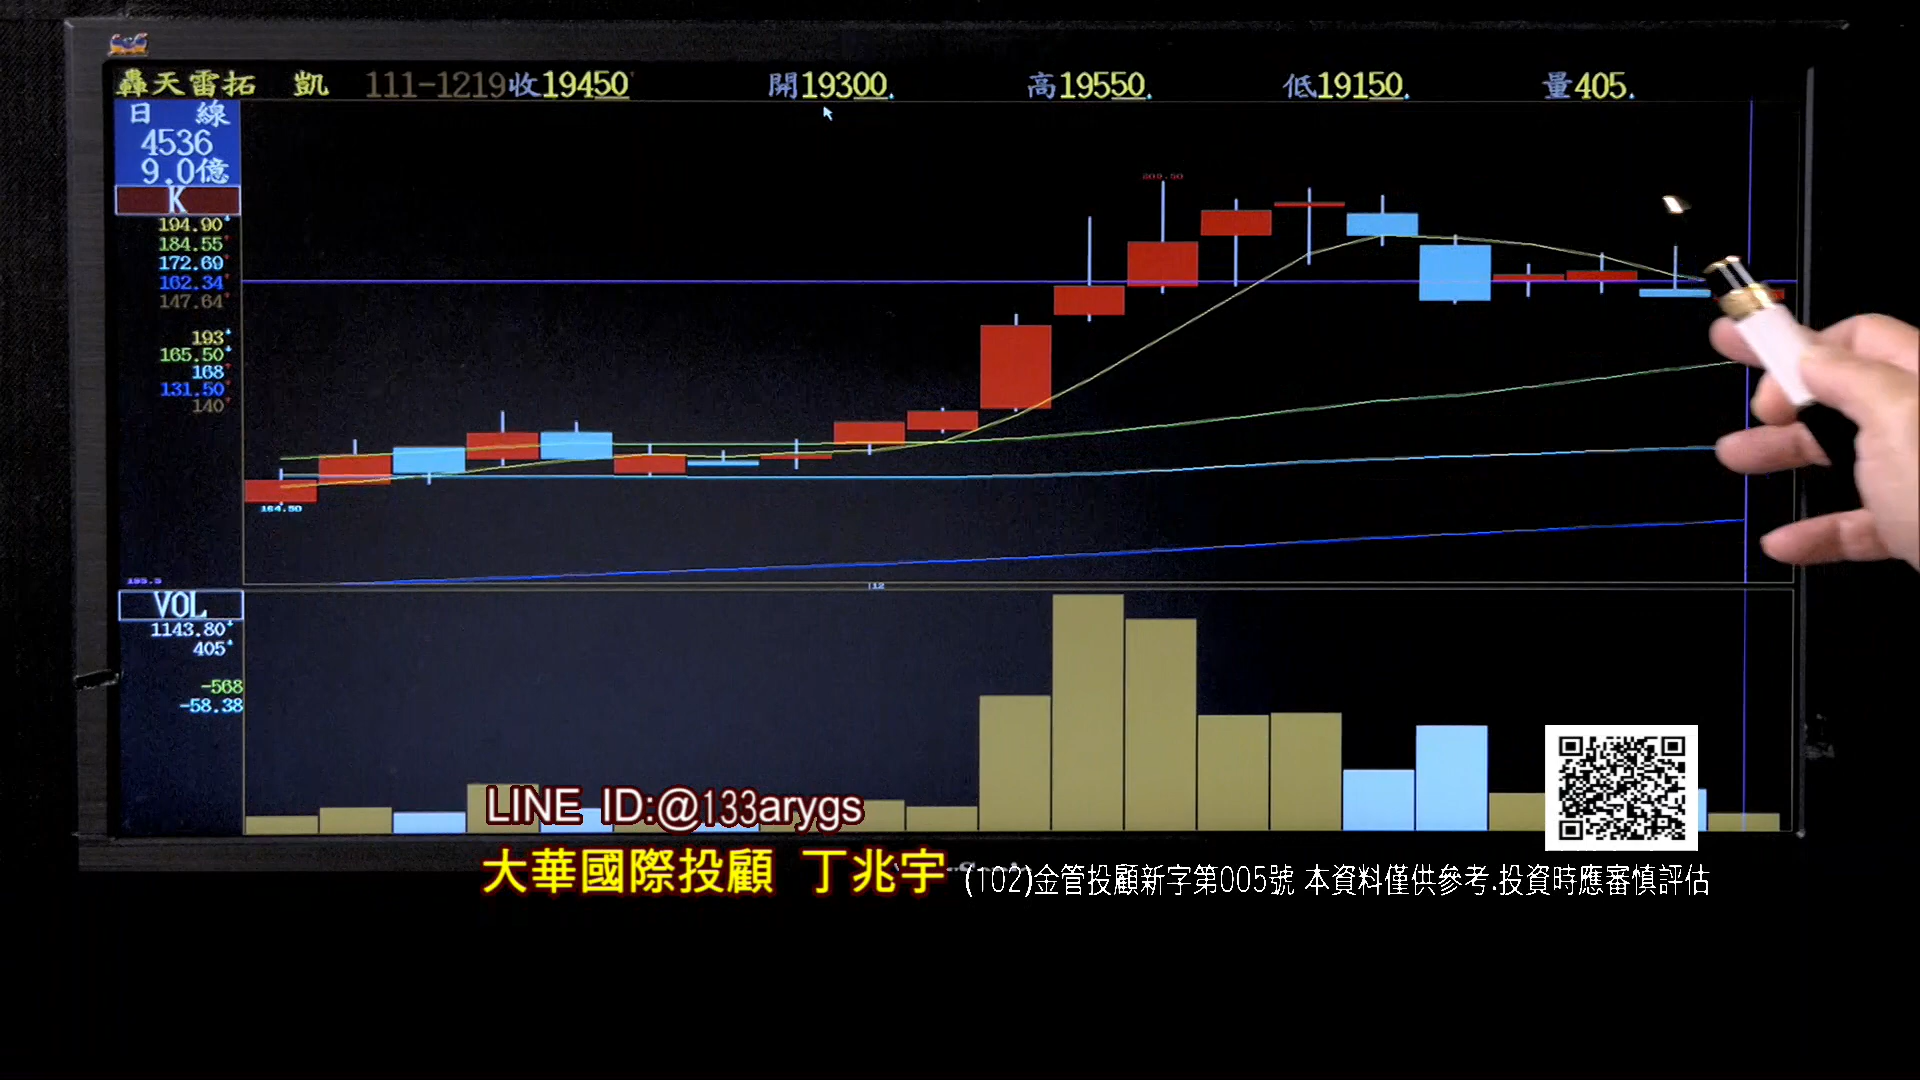 轟天雷拓 凱 111-1219收19450 開19300. 高19550. 低19150. 量405.
日 線
4536
9.0億
K
194.90
184.55
172.69
162.34
147.64
193
165.50
168
131.50
140
209.50
164.50
12
VOL
1143.80
405
-568
-58.38
LINE ID:@133arygs
大華國際投顧 丁兆宇 (102)金管投顧新字第005號 本資料僅供參考.投資時應審慎評估